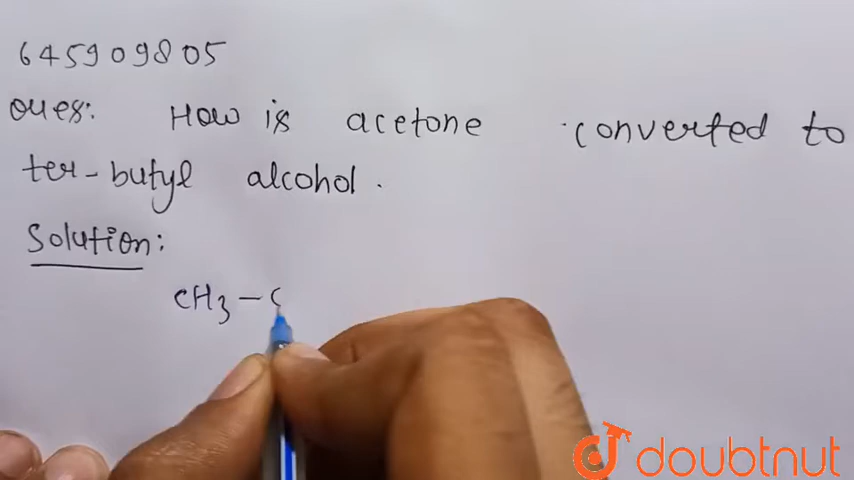 645909805
Ques: How is acetone converted to
ter-butyl alcohol.
Solution:
CH3-C
doubtnut